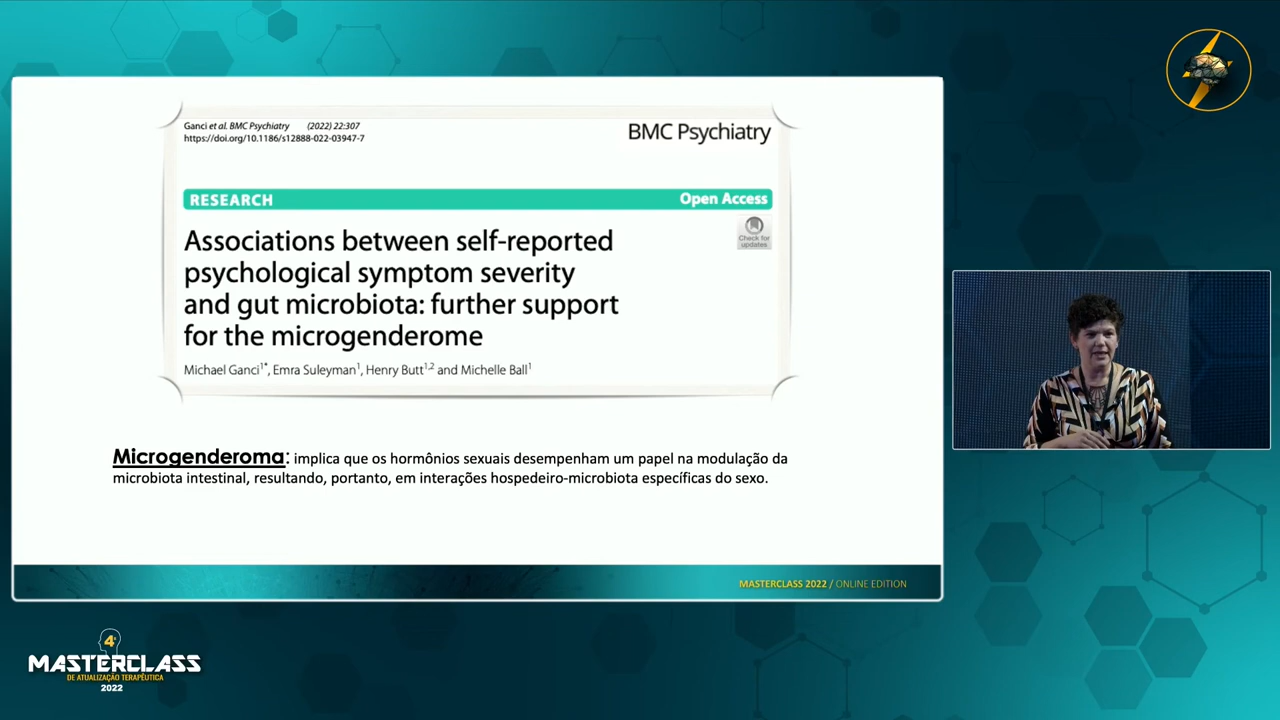 Ganci et al. BMC Psychiatry (2022) 22:307
https://doi.org/10.1186/s12888-022-03947-7
BMC Psychiatry
RESEARCH
Open Access
Check for
updates
Associations between self-reported
psychological symptom severity
and gut microbiota: further support
for the microgenderome
Michael Ganci1*, Emra Suleyman1, Henry Butt1,2 and Michelle Ball1
Microgenderoma: implica que os hormônios sexuais desempenham um papel na modulação da
microbiota intestinal, resultando, portanto, em interações hospedeiro-microbiota específicas do sexo.
MASTERCLASS 2022 / ONLINE EDITION
4ª
MASTERCLASS
DE ATUALIZAÇÃO TERAPÊUTICA
2022